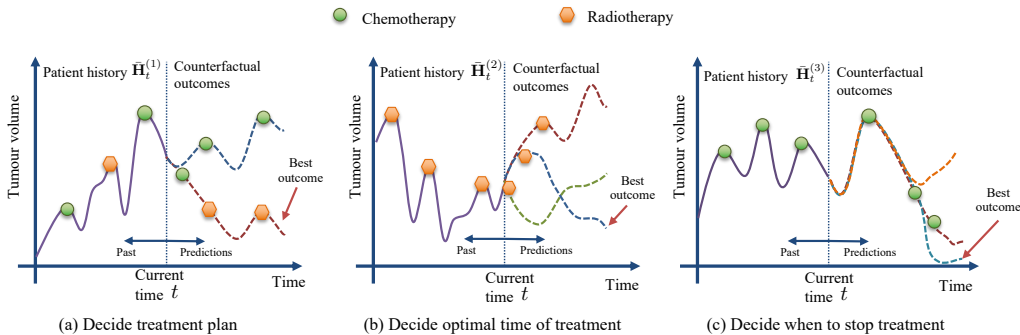 Chemotherapy
Radiotherapy
Tumour volume
Patient history H̄ₜ⁽¹⁾
Counterfactual
outcomes
Best
outcome
Past
Predictions
Current
time t
Time
(a) Decide treatment plan
Tumour volume
Patient history H̄ₜ⁽²⁾
Counterfactual
outcomes
Best
outcome
Past
Predictions
Current
time t
Time
(b) Decide optimal time of treatment
Tumour volume
Patient history H̄ₜ⁽³⁾
Counterfactual
outcomes
Best
outcome
Past
Predictions
Current
time t
Time
(c) Decide when to stop treatment